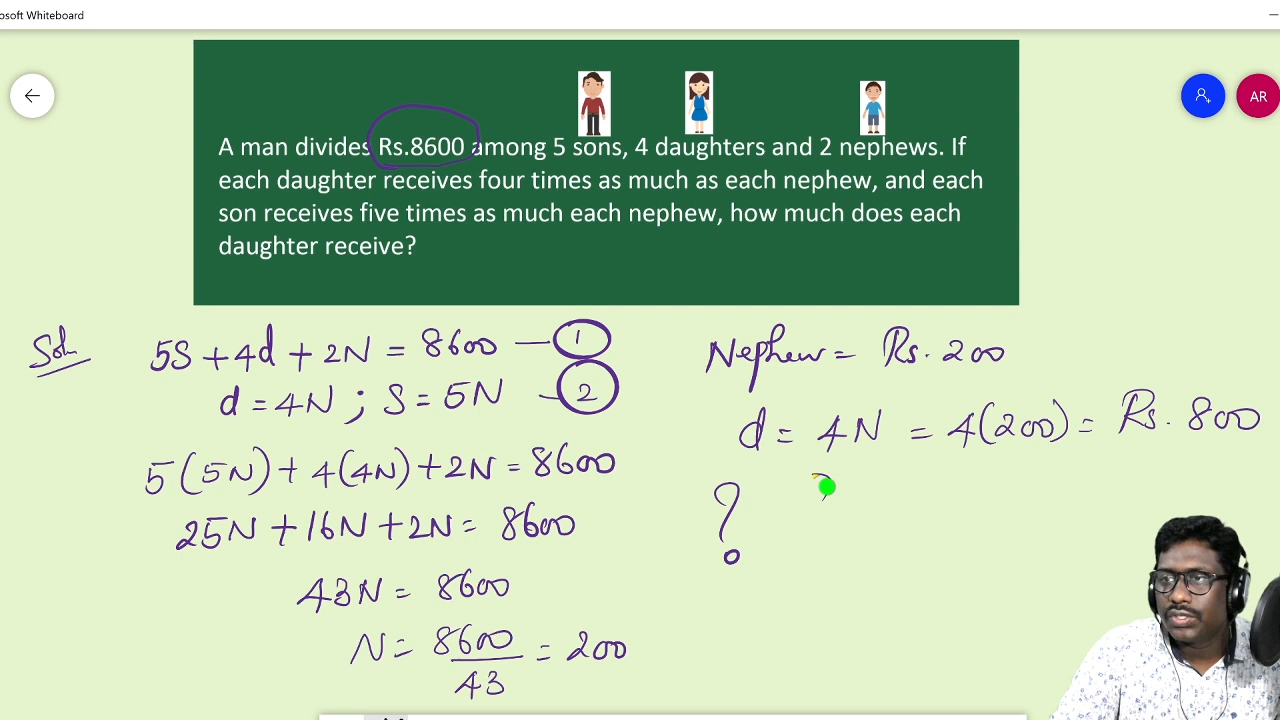 osoft Whiteboard
AR
A man divides Rs.8600 among 5 sons, 4 daughters and 2 nephews. If
each daughter receives four times as much as each nephew, and each
son receives five times as much each nephew, how much does each
daughter receive?
Soln
5S + 4d + 2N = 8600 — 1
d = 4N ; S = 5N — 2
5(5N) + 4(4N) + 2N = 8600
25N + 16N + 2N = 8600
43N = 8600
N = 8600/43 = 200
Nephew = Rs. 200
d = 4N = 4(200) = Rs. 800
?